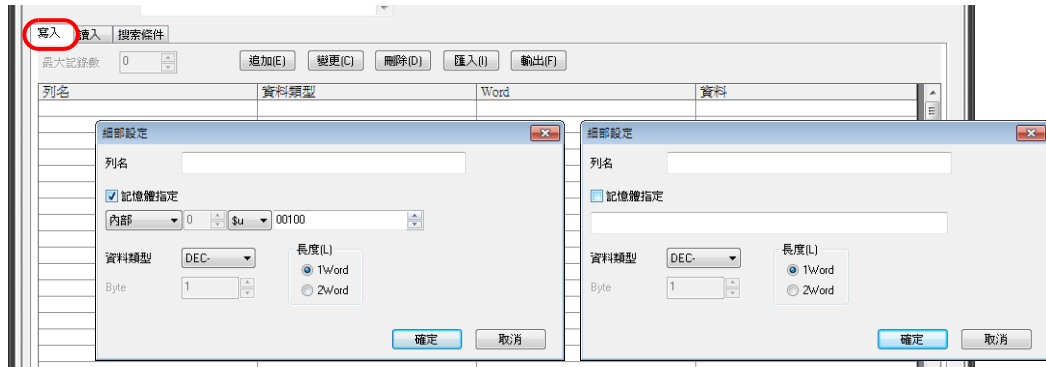 寫入 讀入 搜索條件
最大記錄數 0 追加(E) 變更(C) 刪除(D) 匯入(I) 輸出(F)
列名 資料類型 Word 資料
細部設定
列名
記憶體指定
內部 0 $u 00100
資料類型 DEC-
長度(L)
1Word
2Word
Byte 1
確定 取消
細部設定
列名
記憶體指定
資料類型 DEC-
長度(L)
1Word
2Word
Byte 1
確定 取消